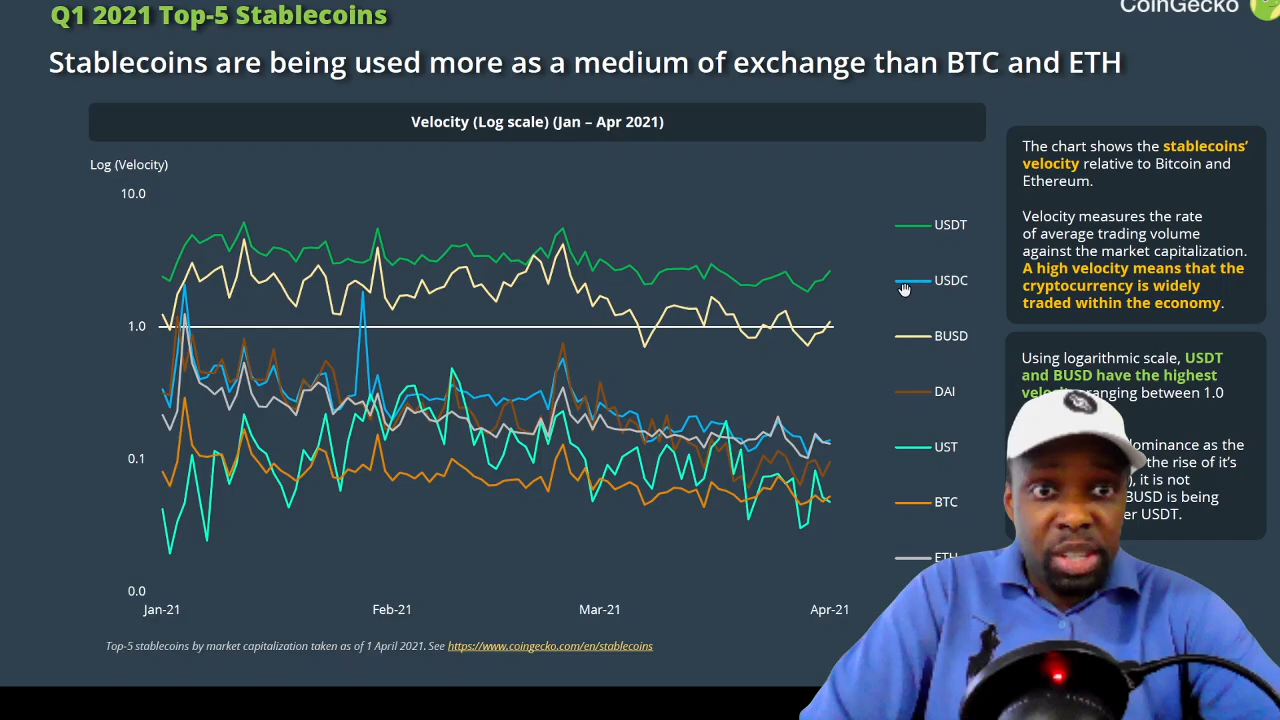 CoinGecko
Q1 2021 Top-5 Stablecoins
Stablecoins are being used more as a medium of exchange than BTC and ETH
Velocity (Log scale) (Jan – Apr 2021)
Log (Velocity)
10.0
1.0
0.1
0.0
Jan-21
Feb-21
Mar-21
Apr-21
USDT
USDC
BUSD
DAI
UST
BTC
ETH
Top-5 stablecoins by market capitalization taken as of 1 April 2021. See https://www.coingecko.com/en/stablecoins
The chart shows the stablecoins’
velocity relative to Bitcoin and
Ethereum.
Velocity measures the rate
of average trading volume
against the market capitalization.
A high velocity means that the
cryptocurrency is widely
traded within the economy.
Using logarithmic scale, USDT
and BUSD have the highest
ranging between 1.0
dominance as the
the rise of it’s
it is not
BUSD is being
USDT.